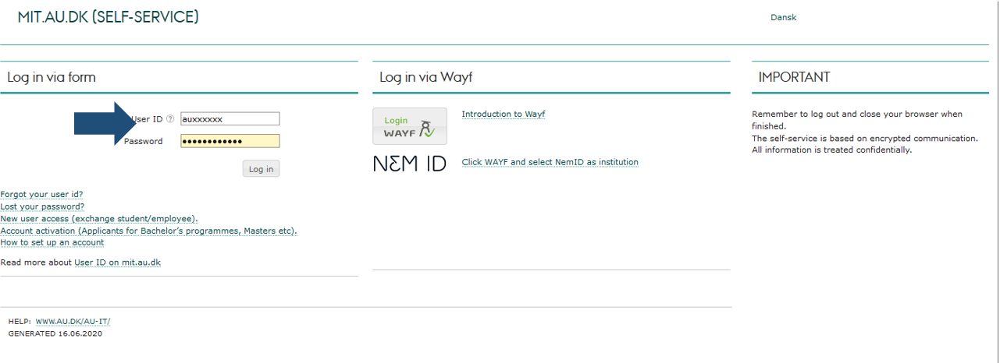 MIT.AU.DK (SELF-SERVICE)
Dansk
Log in via form
User ID ?
auxxxxxx
Password
••••••••••••
Log in
Forgot your user id?
Lost your password?
New user access (exchange student/employee).
Account activation (Applicants for Bachelor's programmes, Masters etc).
How to set up an account
Read more about User ID on mit.au.dk
Log in via Wayf
Login
WAYF
Introduction to Wayf
NEM ID
Click WAYF and select NemID as institution
IMPORTANT
Remember to log out and close your browser when
finished.
The self-service is based on encrypted communication.
All information is treated confidentially.
HELP: WWW.AU.DK/AU-IT/
GENERATED 16.06.2020